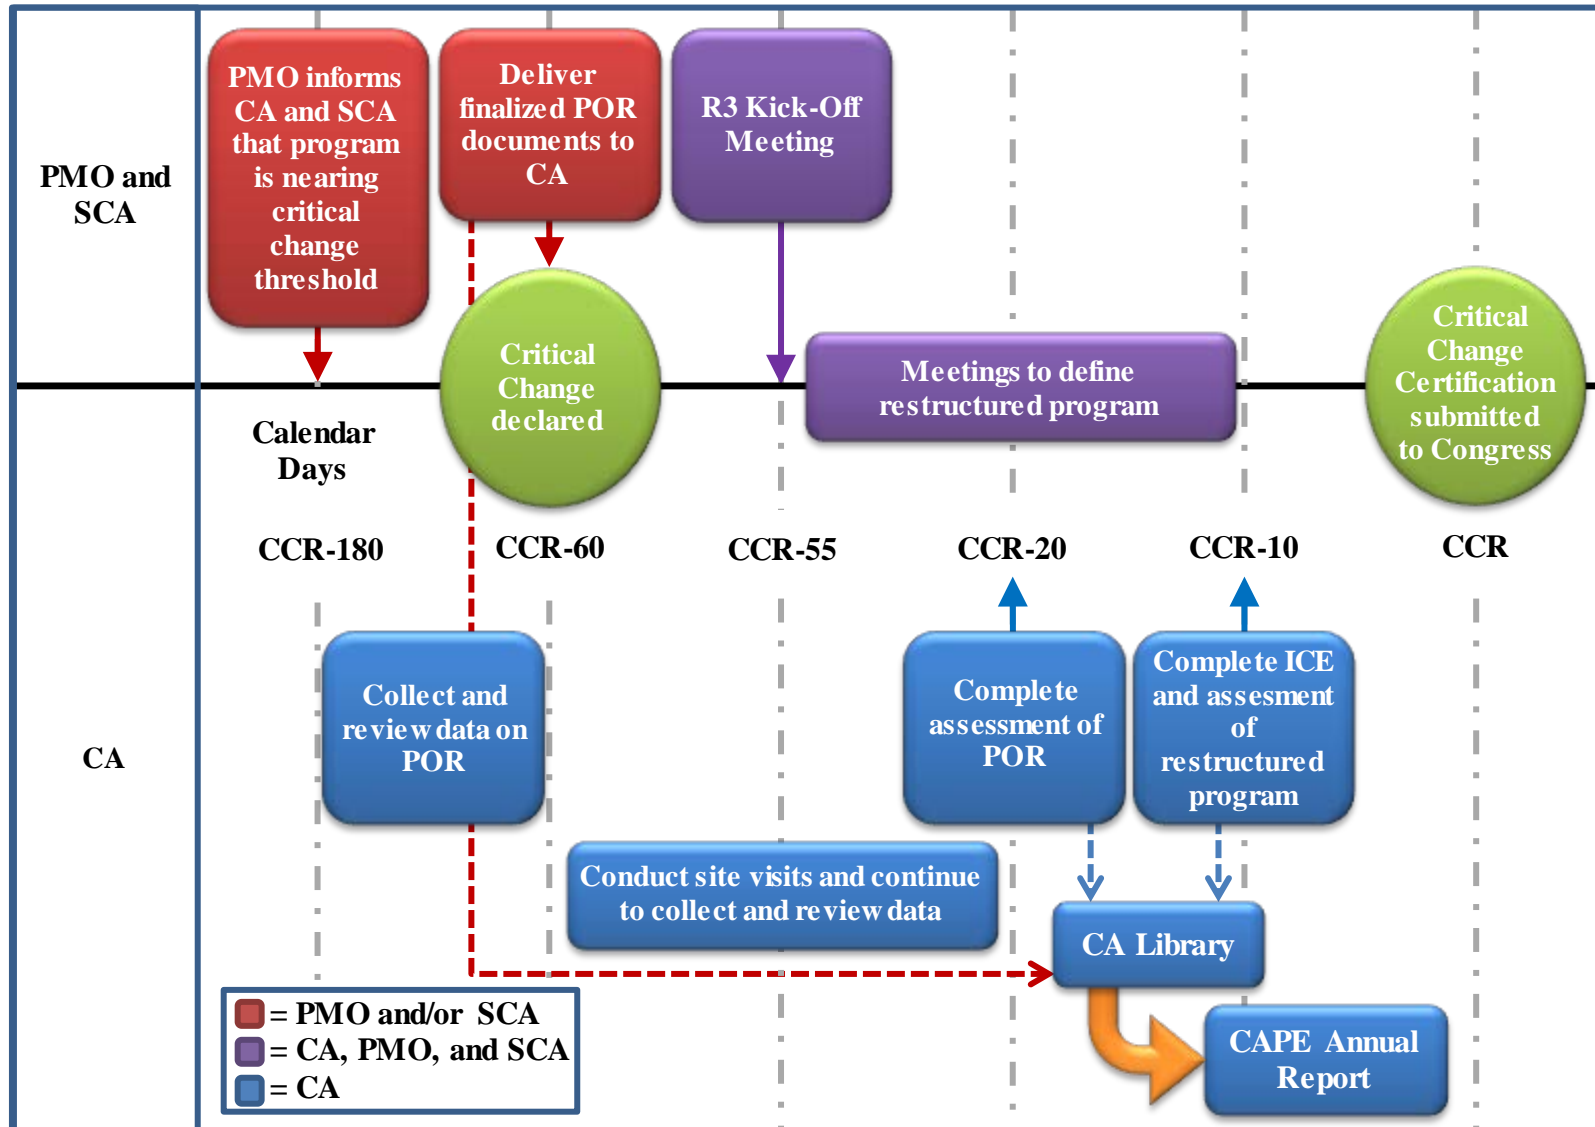 PMO and
SCA
PMO informs
CA and SCA
that program
is nearing
critical
change
threshold
Deliver
finalized POR
documents to
CA
R3 Kick-Off
Meeting
Critical
Change
declared
Meetings to define
restructured program
Critical
Change
Certification
submitted
to Congress
Calendar
Days
CCR-180
CCR-60
CCR-55
CCR-20
CCR-10
CCR
CA
Collect and
review data on
POR
Complete
assessment of
POR
Complete ICE
and assesment
of
restructured
program
Conduct site visits and continue
to collect and review data
CA Library
CAPE Annual
Report
= PMO and/or SCA
= CA, PMO, and SCA
= CA